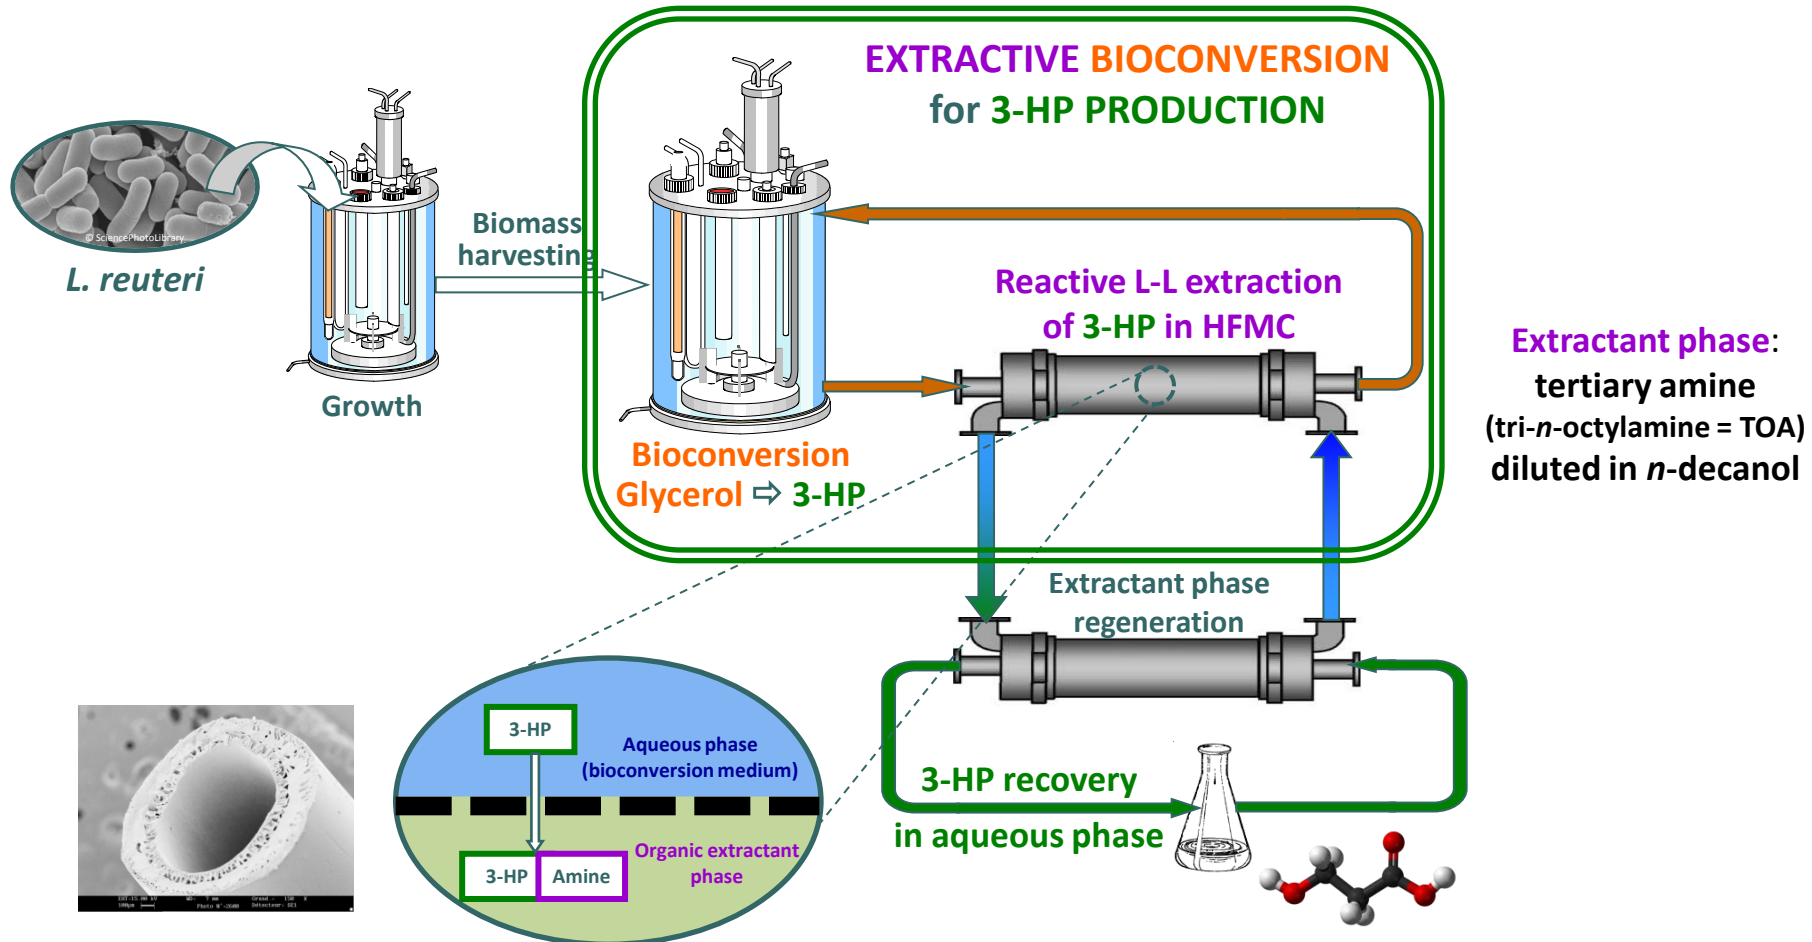 EXTRACTIVE BIOCONVERSION
for 3-HP PRODUCTION
© SciencePhotoLibrary
L. reuteri
Biomass
harvesting
Growth
Reactive L-L extraction
of 3-HP in HFMC
Bioconversion
Glycerol ⇨ 3-HP
Extractant phase:
tertiary amine
(tri-n-octylamine = TOA)
diluted in n-decanol
Extractant phase
regeneration
3-HP
Aqueous phase
(bioconversion medium)
Organic extractant
phase
3-HP
Amine
3-HP recovery
in aqueous phase
100µm